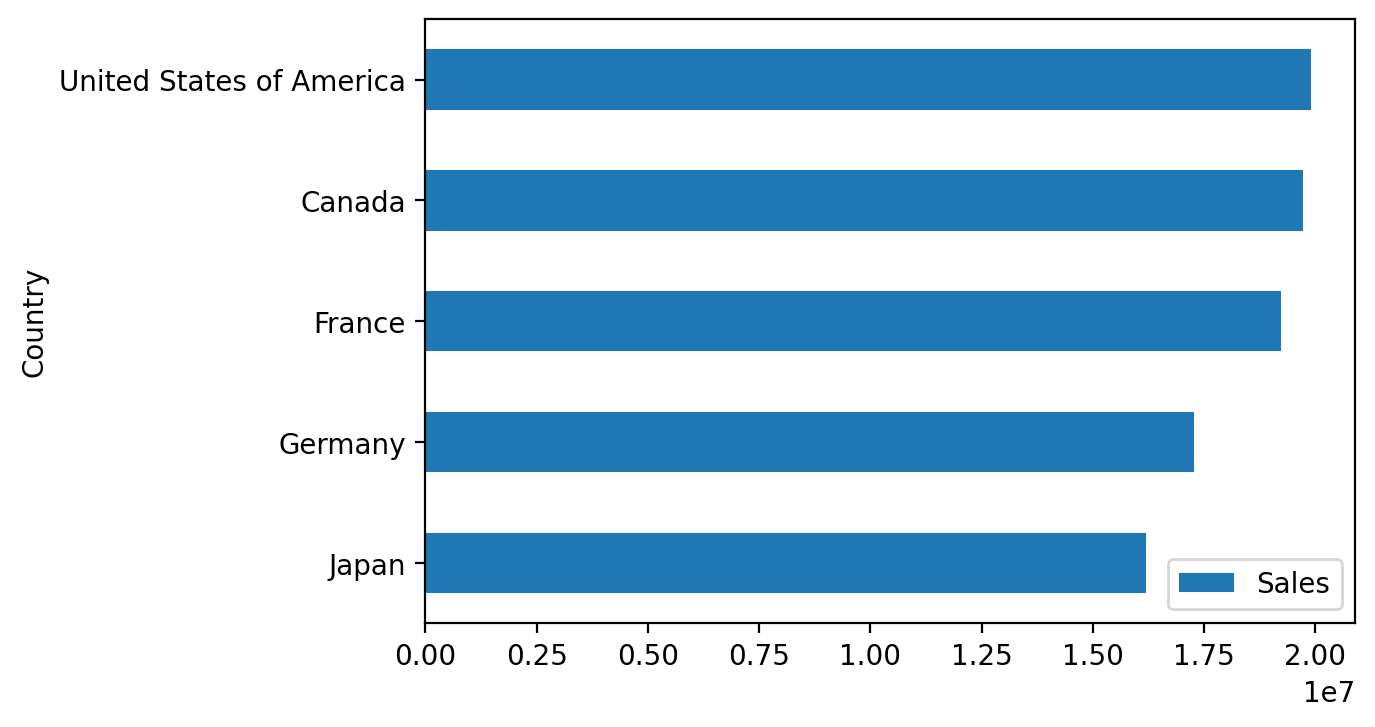 United States of America
Canada
France
Germany
Japan
Country
Sales
0.00 0.25 0.50 0.75 1.00 1.25 1.50 1.75 2.00
1e7